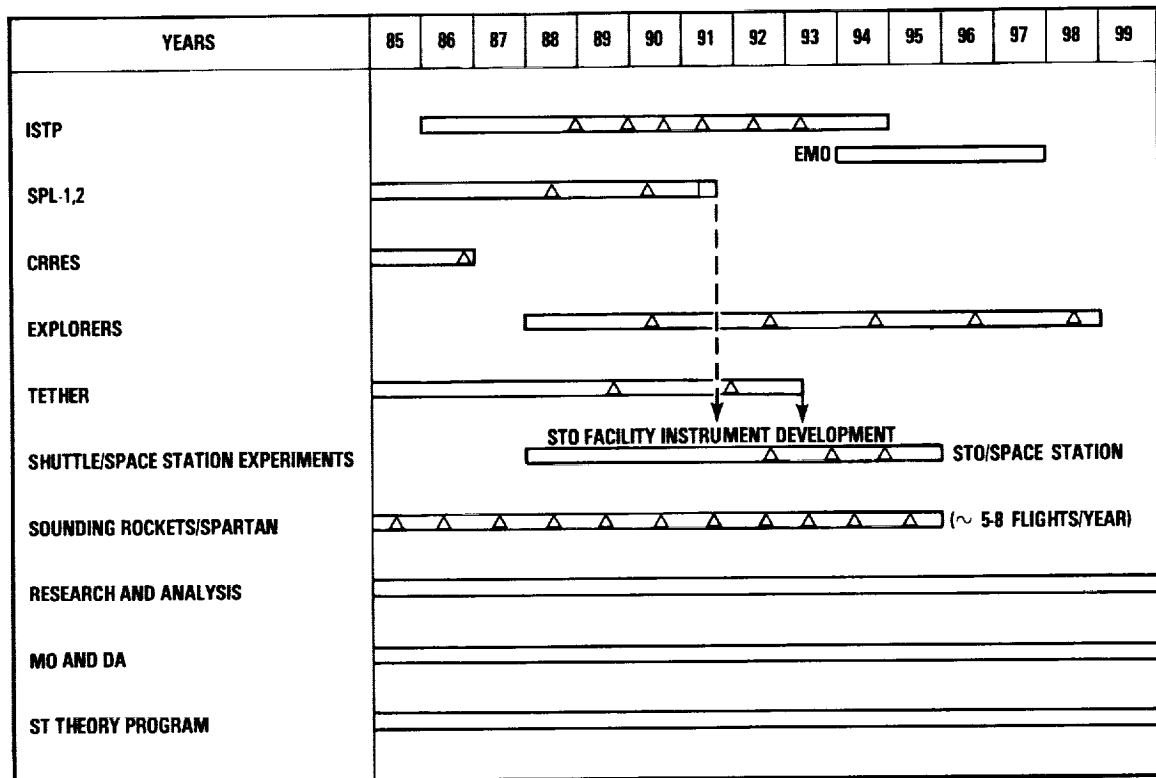 YEARS 85 86 87 88 89 90 91 92 93 94 95 96 97 98 99
ISTP
EMO
SPL-1,2
CRRES
EXPLORERS
TETHER
STO FACILITY INSTRUMENT DEVELOPMENT
SHUTTLE/SPACE STATION EXPERIMENTS STO/SPACE STATION
SOUNDING ROCKETS/SPARTAN (~ 5-8 FLIGHTS/YEAR)
RESEARCH AND ANALYSIS
MO AND DA
ST THEORY PROGRAM